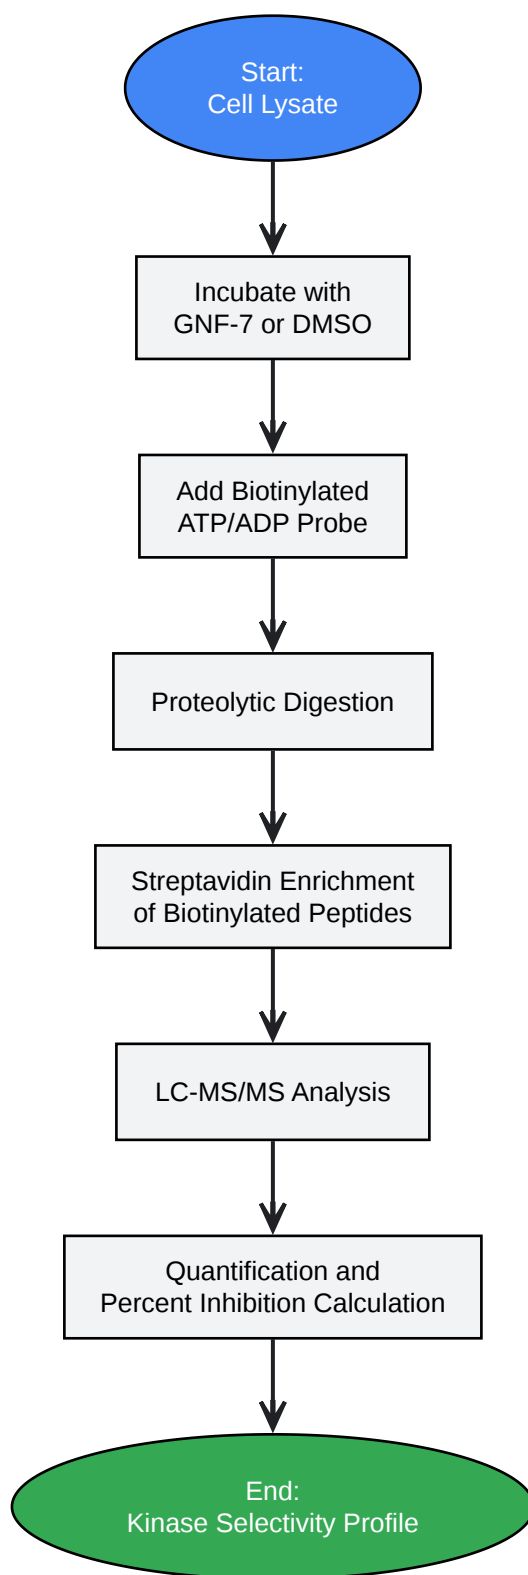 Start:
Cell Lysate
Incubate with
GNF-7 or DMSO
Add Biotinylated
ATP/ADP Probe
Proteolytic Digestion
Streptavidin Enrichment
of Biotinylated Peptides
LC-MS/MS Analysis
Quantification and
Percent Inhibition Calculation
End:
Kinase Selectivity Profile